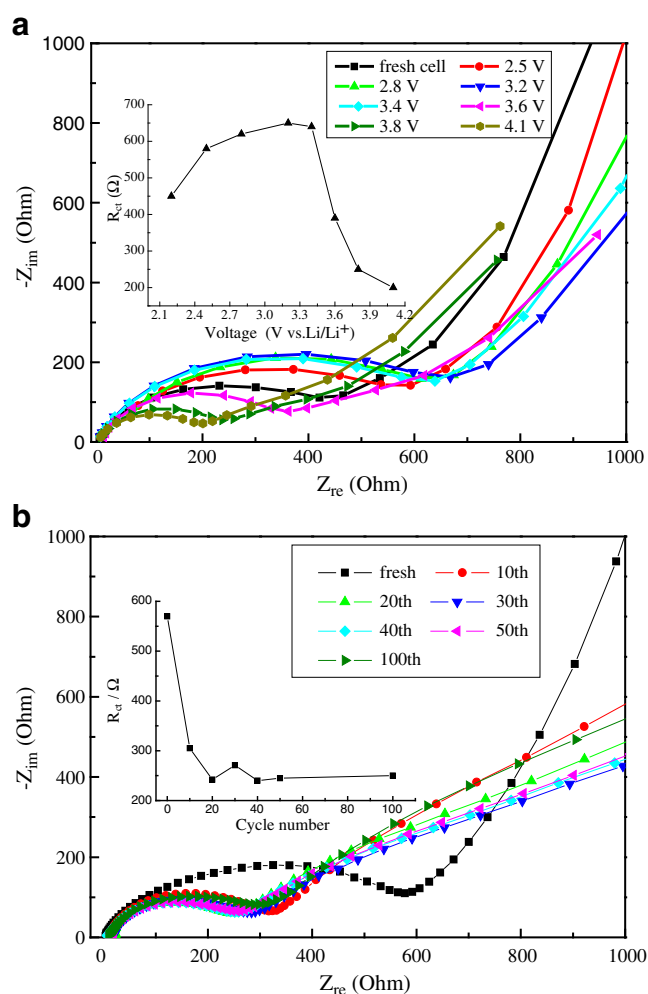 a
1000
800
600
400
200
0
-Z_im (Ohm)
fresh cell
2.5 V
2.8 V
3.2 V
3.4 V
3.6 V
3.8 V
4.1 V
700
600
500
400
300
200
R_ct (Ω)
2.1 2.4 2.7 3.0 3.3 3.6 3.9 4.2
Voltage (V vs.Li/Li⁺)
0 200 400 600 800 1000
Z_re (Ohm)
b
1000
800
600
400
200
0
-Z_im (Ohm)
fresh
10th
20th
30th
40th
50th
100th
600
550
500
450
400
350
300
250
200
R_ct / Ω
0 20 40 60 80 100
Cycle number
0 200 400 600 800 1000
Z_re (Ohm)